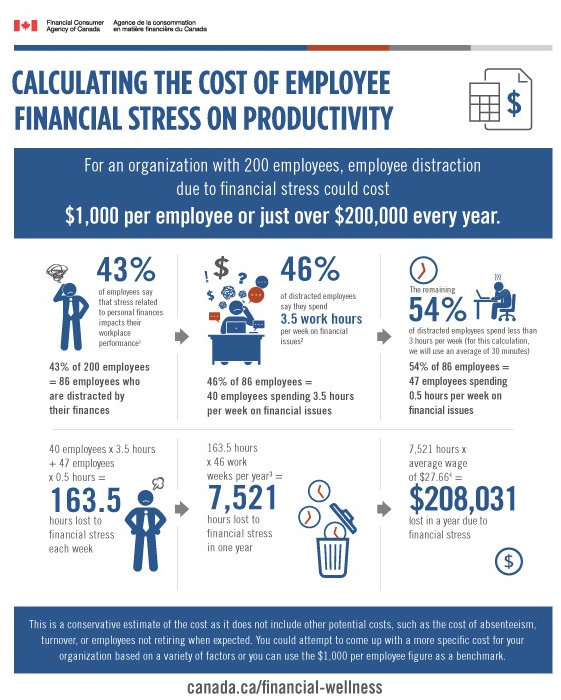 Financial Consumer
Agency of Canada
Agence de la consommation
en matière financière du Canada
CALCULATING THE COST OF EMPLOYEE
FINANCIAL STRESS ON PRODUCTIVITY
$
For an organization with 200 employees, employee distraction
due to financial stress could cost
$1,000 per employee or just over $200,000 every year.
43%
of employees say
that stress related
to personal finances
impacts their
workplace
performance¹
43% of 200 employees
= 86 employees who
are distracted by
their finances
! $ ?
$
46%
of distracted employees
say they spend
3.5 work hours
per week on financial
issues²
46% of 86 employees =
40 employees spending 3.5 hours
per week on financial issues
The remaining
54%
of distracted employees spend less than
3 hours per week (for this calculation,
we will use an average of 30 minutes)
54% of 86 employees =
47 employees spending
0.5 hours per week on
financial issues
40 employees x 3.5 hours
+ 47 employees
x 0.5 hours =
163.5
hours lost to
financial stress
each week
163.5 hours
x 46 work
weeks per year³ =
7,521
hours lost to
financial stress
in one year
7,521 hours x
average wage
of $27.66⁴ =
$208,031
lost in a year due to
financial stress
$
This is a conservative estimate of the cost as it does not include other potential costs, such as the cost of absenteeism,
turnover, or employees not retiring when expected. You could attempt to come up with a more specific cost for your
organization based on a variety of factors or you can use the $1,000 per employee figure as a benchmark.
canada.ca/financial-wellness